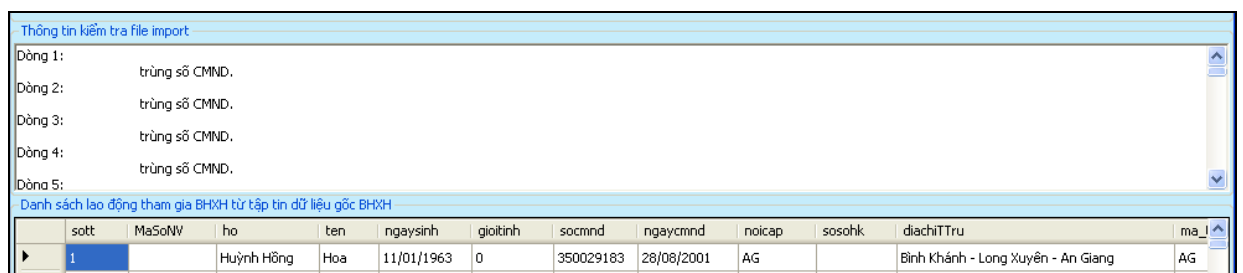 Thông tin kiểm tra file import
Dòng 1:
trùng số CMND.
Dòng 2:
trùng số CMND.
Dòng 3:
trùng số CMND.
Dòng 4:
trùng số CMND.
Dòng 5:
Danh sách lao động tham gia BHXH từ tập tin dữ liệu gốc BHXH
sott MaSoNV ho ten ngaysinh gioitinh socmnd ngaycmnd noicap sosohk diachiTTru
1 Huỳnh Hồng Hoa 11/01/1963 0 350029183 28/08/2001 AG Bình Khánh - Long Xuyên - An Giang AG